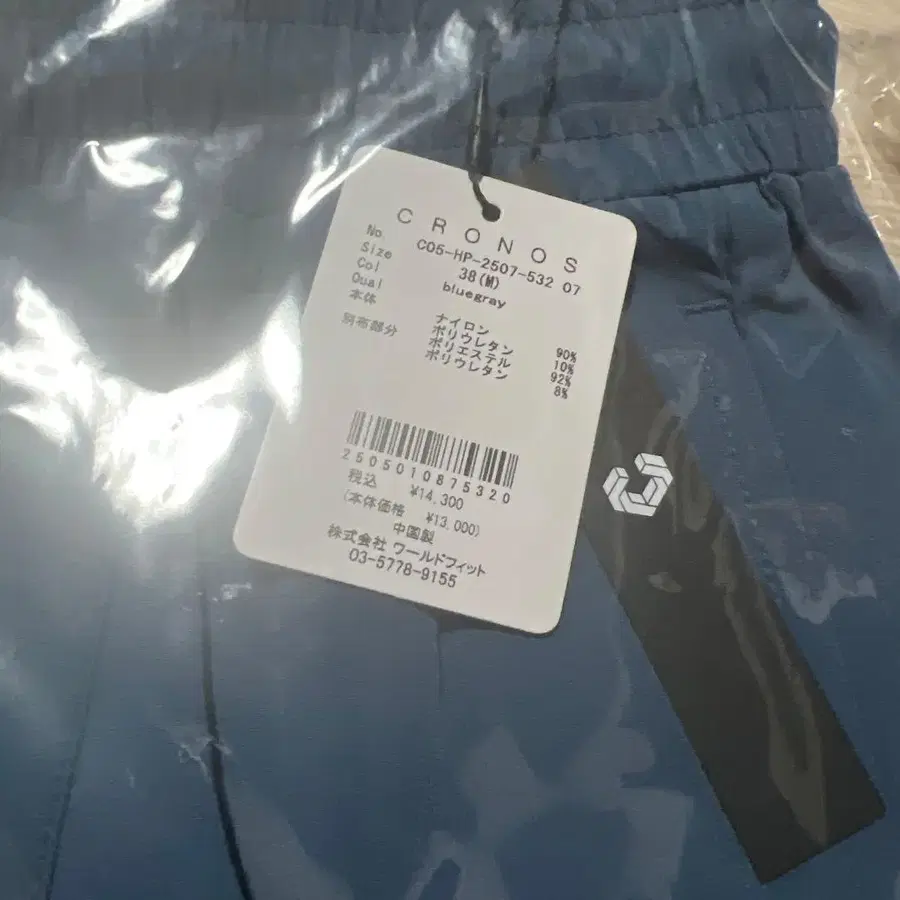 CRONOS
No. C05-HP-2507-532 07
Size 38(M)
Col bluegray
Qual
本体 ナイロン 90%
ポリウレタン 10%
別布部分 ポリエステル 92%
ポリウレタン 8%
2505010875320
税込 ¥14,300
(本体価格 ¥13,000)
中国製
株式会社 ワールドフィット
03-5778-9155